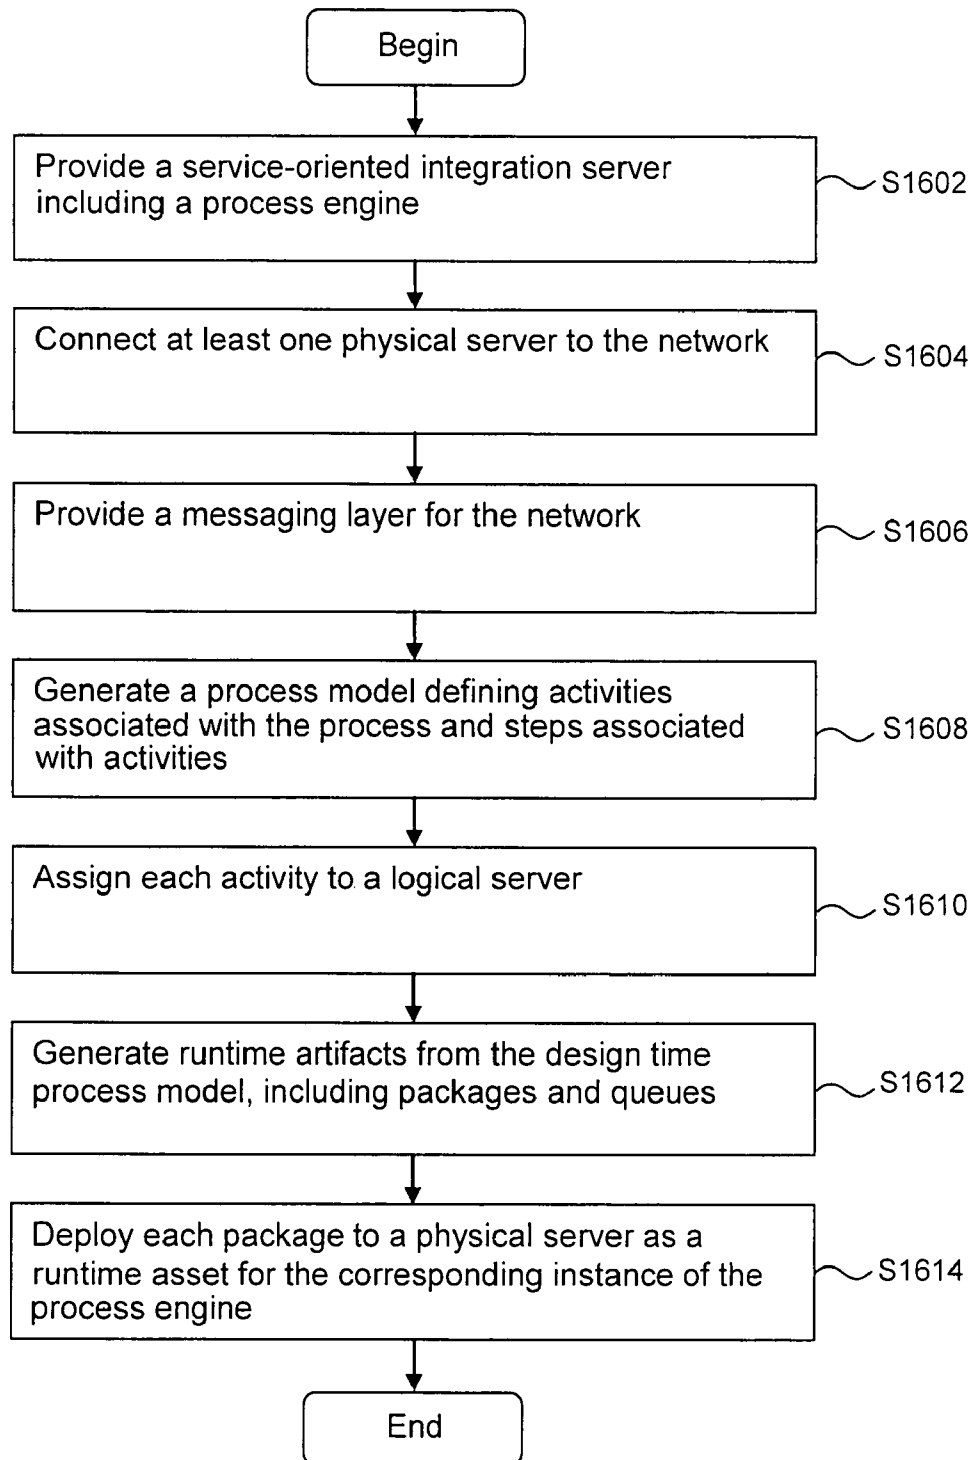 Begin
Provide a service-oriented integration server
including a process engine
S1602
Connect at least one physical server to the network
S1604
Provide a messaging layer for the network
S1606
Generate a process model defining activities
associated with the process and steps associated
with activities
S1608
Assign each activity to a logical server
S1610
Generate runtime artifacts from the design time
process model, including packages and queues
S1612
Deploy each package to a physical server as a
runtime asset for the corresponding instance of the
process engine
S1614
End